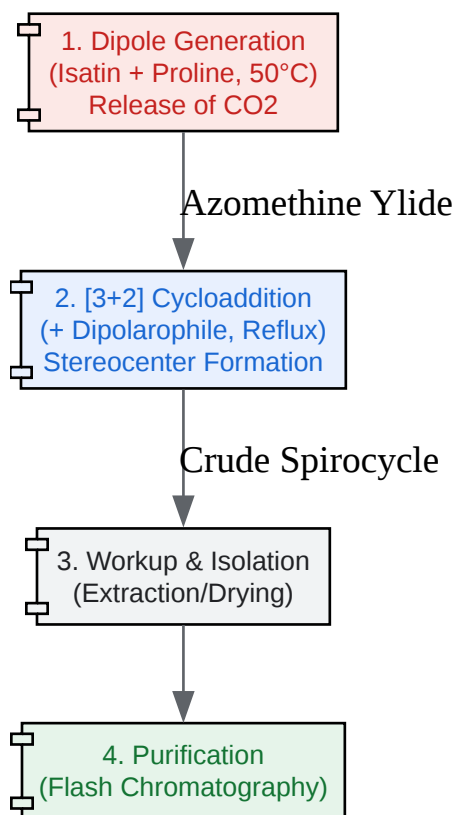 1. Dipole Generation
(Isatin + Proline, 50°C)
Release of CO2
Azomethine Ylide
2. [3+2] Cycloaddition
(+ Dipolarophile, Reflux)
Stereocenter Formation
Crude Spirocycle
3. Workup & Isolation
(Extraction/Drying)
4. Purification
(Flash Chromatography)